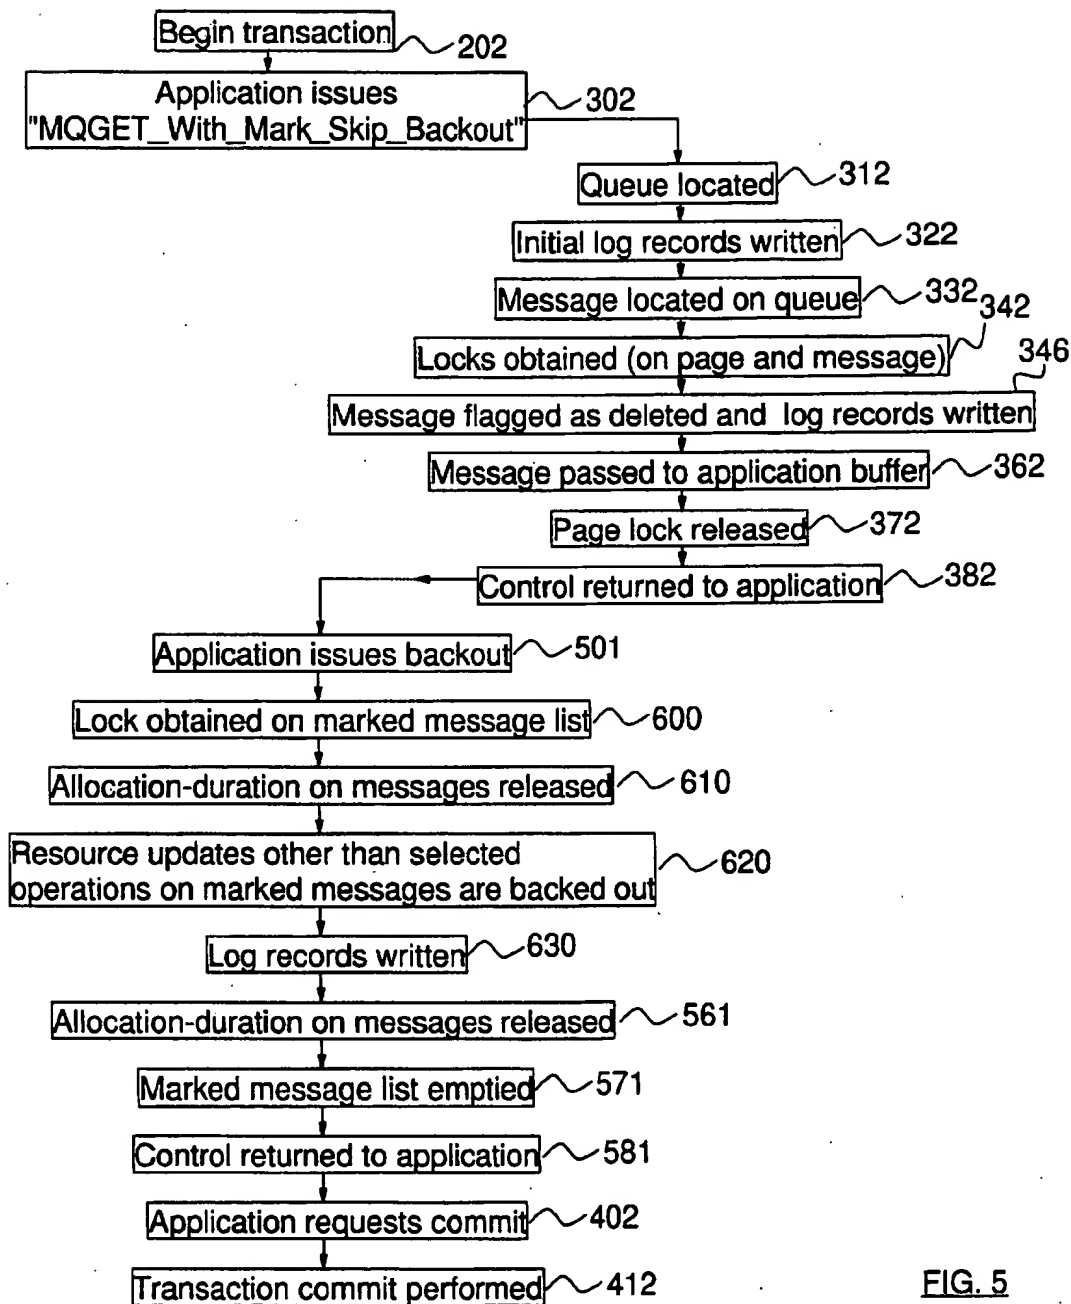 Begin transaction
202
Application issues
"MQGET_With_Mark_Skip_Backout"
302
Queue located
312
Initial log records written
322
Message located on queue
332
Locks obtained (on page and message)
342
Message flagged as deleted and log records written
346
Message passed to application buffer
362
Page lock released
372
Control returned to application
382
Application issues backout
501
Lock obtained on marked message list
600
Allocation-duration on messages released
610
Resource updates other than selected
operations on marked messages are backed out
620
Log records written
630
Allocation-duration on messages released
561
Marked message list emptied
571
Control returned to application
581
Application requests commit
402
Transaction commit performed
412
FIG. 5